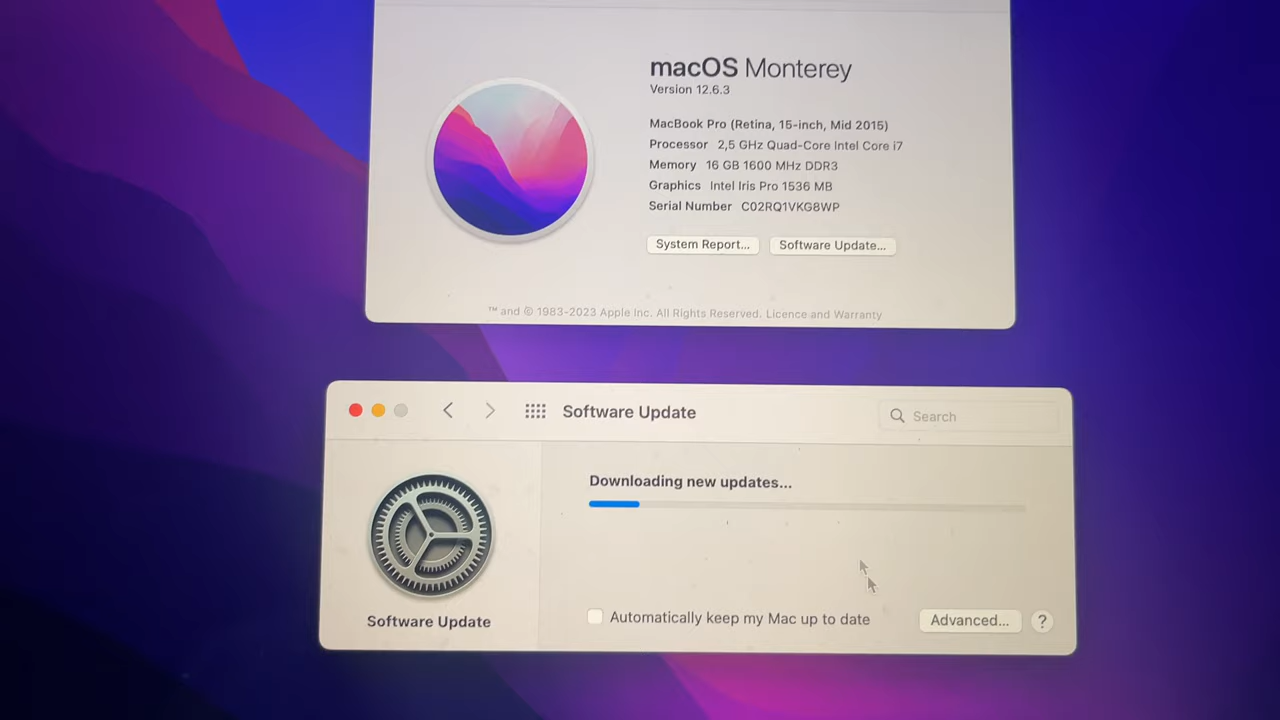 macOS Monterey
Version 12.6.3
MacBook Pro (Retina, 15-inch, Mid 2015)
Processor 2,5 GHz Quad-Core Intel Core i7
Memory 16 GB 1600 MHz DDR3
Graphics Intel Iris Pro 1536 MB
Serial Number C02RQ1VKG8WP
System Report... Software Update...
™ and © 1983-2023 Apple Inc. All Rights Reserved. Licence and Warranty
Software Update
Search
Downloading new updates...
Software Update
Automatically keep my Mac up to date
Advanced... ?